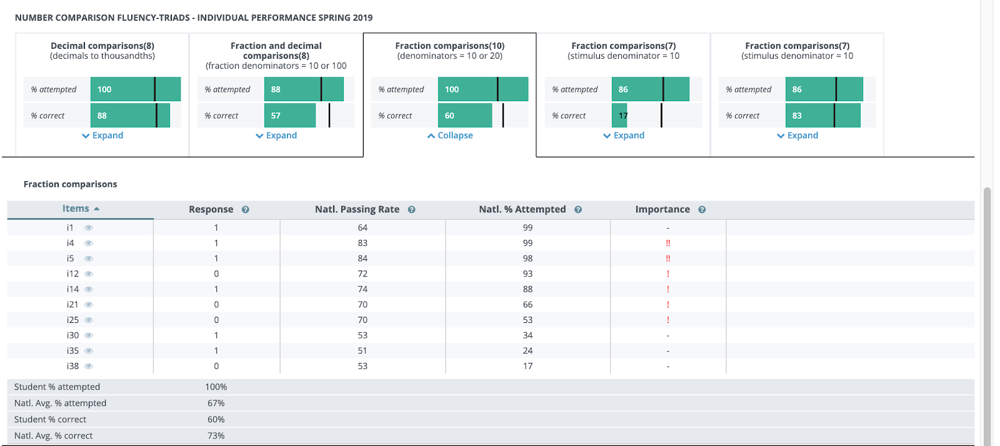 NUMBER COMPARISON FLUENCY-TRIADS - INDIVIDUAL PERFORMANCE SPRING 2019
Decimal comparisons(8)
(decimals to thousandths)
% attempted 100
% correct 88
Expand
Fraction and decimal
comparisons(8)
(fraction denominators = 10 or 100
% attempted 88
% correct 57
Expand
Fraction comparisons(10)
(denominators = 10 or 20)
% attempted 100
% correct 60
Collapse
Fraction comparisons(7)
(stimulus denominator = 10
% attempted 86
% correct 17
Expand
Fraction comparisons(7)
(stimulus denominator = 10
% attempted 86
% correct 83
Expand
Fraction comparisons
Items Response ? Natl. Passing Rate ? Natl. % Attempted ? Importance ?
i1 1 64 99 -
i4 1 83 99 !!
i5 1 84 98 !!
i12 0 72 93 !
i14 1 74 88 !
i21 0 70 66 !
i25 0 70 53 !
i30 1 53 34 -
i35 1 51 24 -
i38 0 53 17 -
Student % attempted 100%
Natl. Avg. % attempted 67%
Student % correct 60%
Natl. Avg. % correct 73%